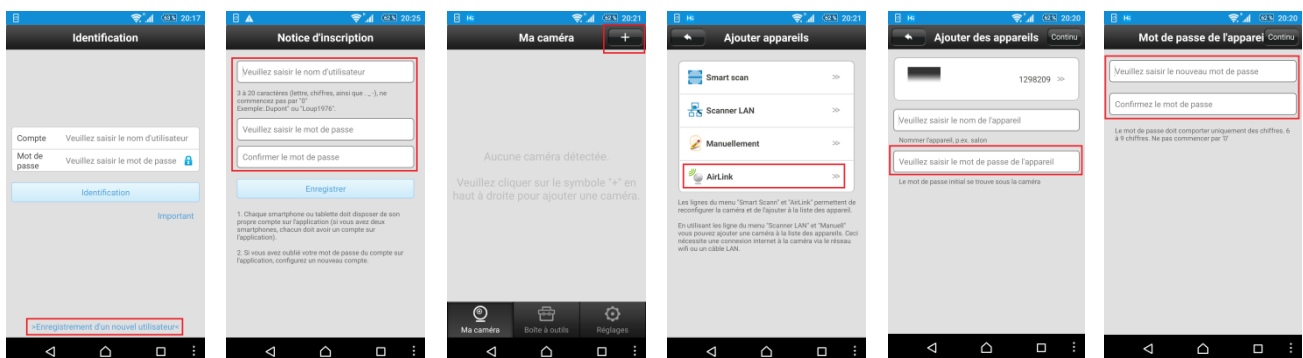 63% 20:17
Identification
Compte Veuillez saisir le nom d'utilisateur
Mot de
passe
Veuillez saisir le mot de passe
Identification
Important
>Enregistrement d'un nouvel utilisateur<
62% 20:25
Notice d'inscription
Veuillez saisir le nom d'utilisateur
3 à 20 caractères (lettre, chiffres, ainsi que . _ -), ne
commencez pas par "0"
Exemple:.Dupont" ou "Loup1976".
Veuillez saisir le mot de passe
Confirmer le mot de passe
Enregistrer
1. Chaque smartphone ou tablette doit disposer de son
propre compte sur l'application (si vous avez deux
smartphones, chacun doit avoir un compte sur
l'application).
2. Si vous avez oublié votre mot de passe du compte sur
l'application, configurez un nouveau compte.
Hi 62% 20:21
Ma caméra +
Aucune caméra détectée.
Veuillez cliquer sur le symbole "+" en
haut à droite pour ajouter une caméra.
Ma caméra Boîte à outils Réglages
Hi 62% 20:21
Ajouter appareils
Smart scan
Scanner LAN
Manuellement
AirLink
Les lignes du menu "Smart Scann" et "AirLink" permettent de
reconfigurer la caméra et de l'ajouter à la liste des appareil.
En utilisant les ligne du menu "Scanner LAN" et "Manuell"
vous pouvez ajouter une caméra à la liste des appareils. Ceci
nécessite une connexion internet à la caméra via le réseau
wifi ou un câble LAN.
Hi 62% 20:20
Ajouter des appareils Continu
1298209
Veuillez saisir le nom de l'appareil
Nommer l'appareil, p.ex. salon
Veuillez saisir le mot de passe de l'appareil
Le mot de passe initial se trouve sous la caméra
Hi 62% 20:20
Mot de passe de l'apparei Continu
Veuillez saisir le nouveau mot de passe
Confirmez le mot de passe
Le mot de passe doit comporter uniquement des chiffres. 6
à 9 chiffres. Ne pas commencer par '0'